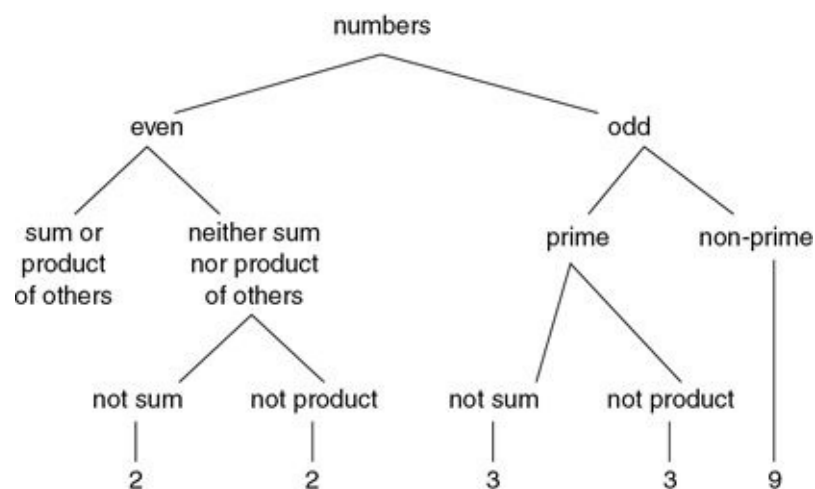 numbers
even
odd
sum or
product
of others
neither sum
nor product
of others
prime
non-prime
not sum
not product
not sum
not product
2
2
3
3
9